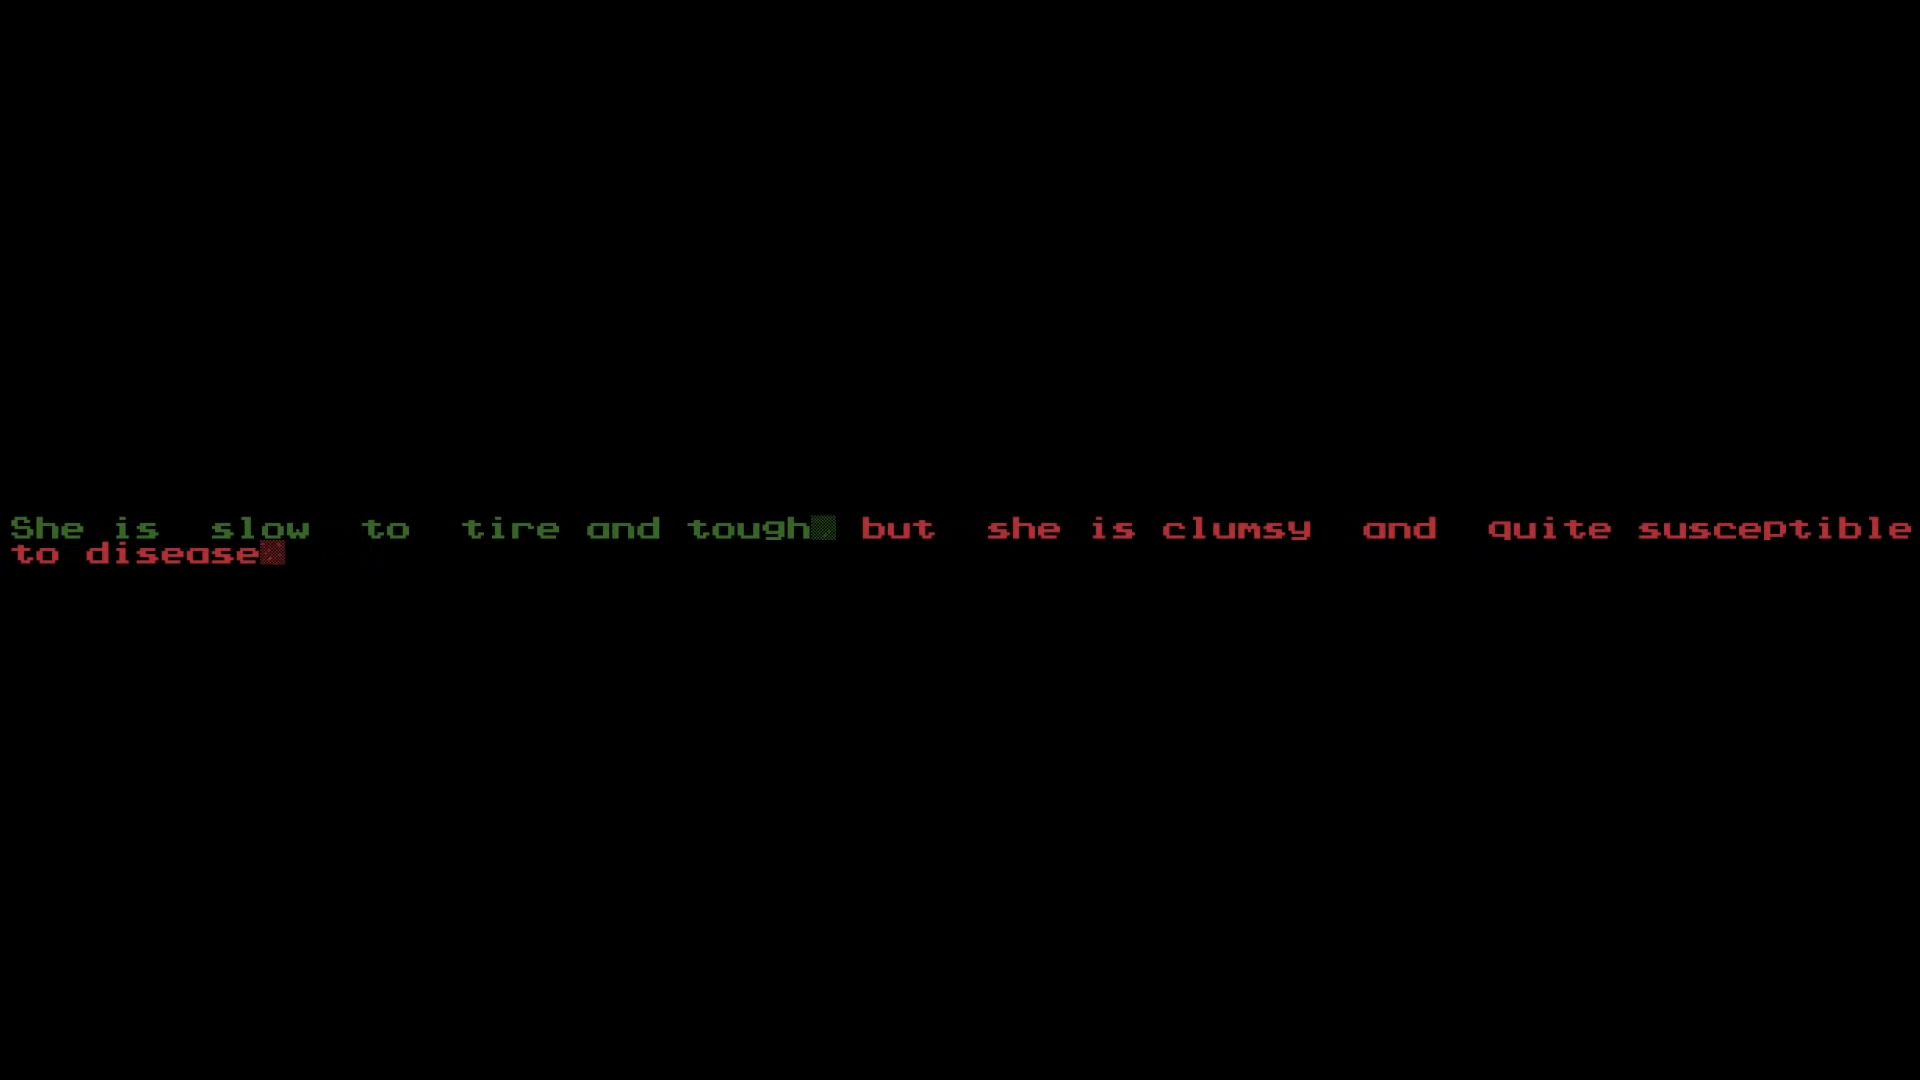 She is slow to tire and tough▒ but she is clumsy and quite susceptible
to disease▒